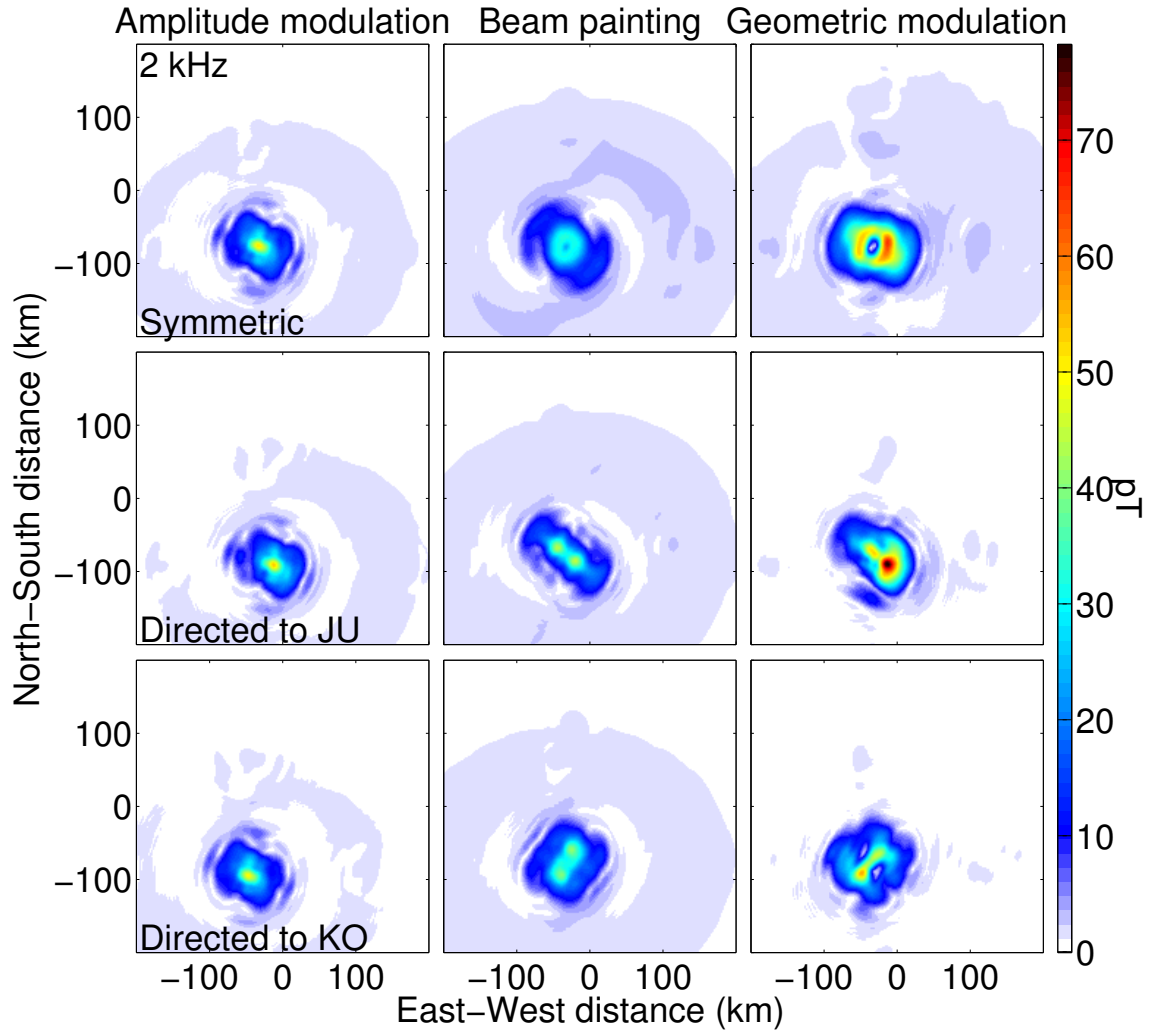 Amplitude modulation Beam painting Geometric modulation
2 kHz
100
0
−100
Symmetric
70
60
50
40
30
20
10
0
pT
100
0
−100
Directed to JU
100
0
−100
Directed to KO
−100 0 100 −100 0 100 −100 0 100
East−West distance (km)
North−South distance (km)